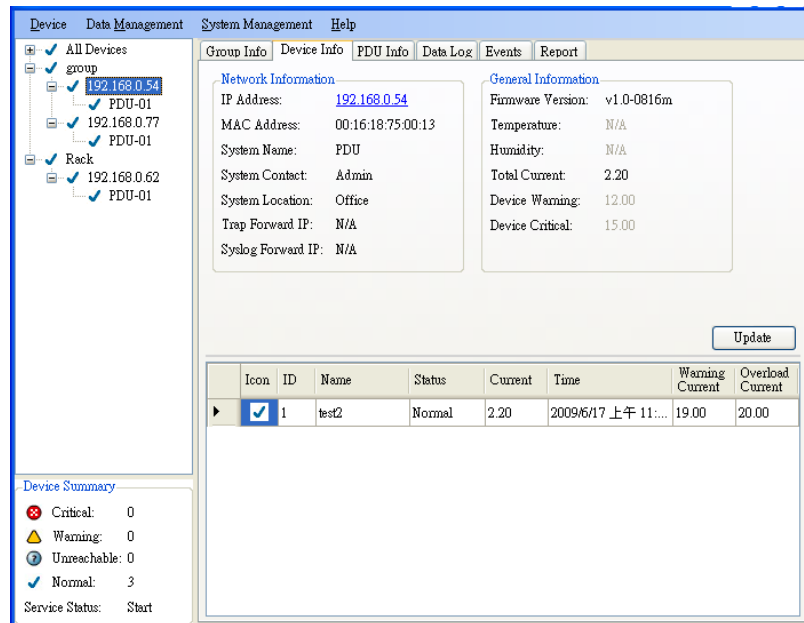 Device Data Management System Management Help
All Devices
group
192.168.0.54
PDU-01
192.168.0.77
PDU-01
Rack
192.168.0.62
PDU-01
Group Info Device Info PDU Info Data Log Events Report
Network Information
IP Address: 192.168.0.54
MAC Address: 00:16:18:75:00:13
System Name: PDU
System Contact: Admin
System Location: Office
Trap Forward IP: N/A
Syslog Forward IP: N/A
General Information
Firmware Version: v1.0-0816m
Temperature: N/A
Humidity: N/A
Total Current: 2.20
Device Warning: 12.00
Device Critical: 15.00
Update
Icon ID Name Status Current Time Warning Current Overload Current
1 test2 Normal 2.20 2009/6/17 上午 11:... 19.00 20.00
Device Summary
Critical: 0
Warning: 0
Unreachable: 0
Normal: 3
Service Status: Start